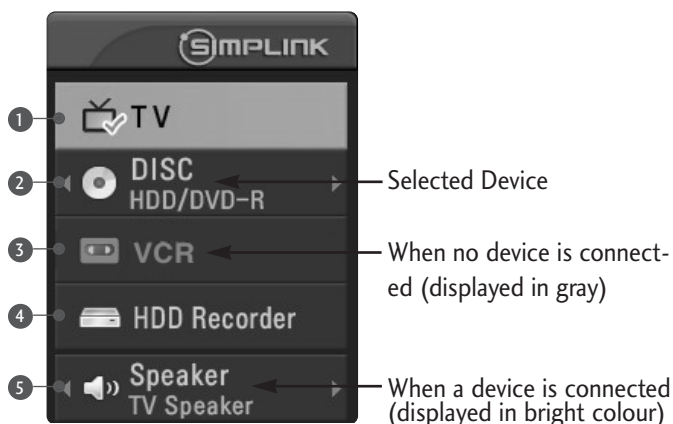 SIMPLINK
1 TV
2 DISC
HDD/DVD-R
Selected Device
3 VCR
When no device is connect-
ed (displayed in gray)
4 HDD Recorder
5 Speaker
TV Speaker
When a device is connected
(displayed in bright colour)